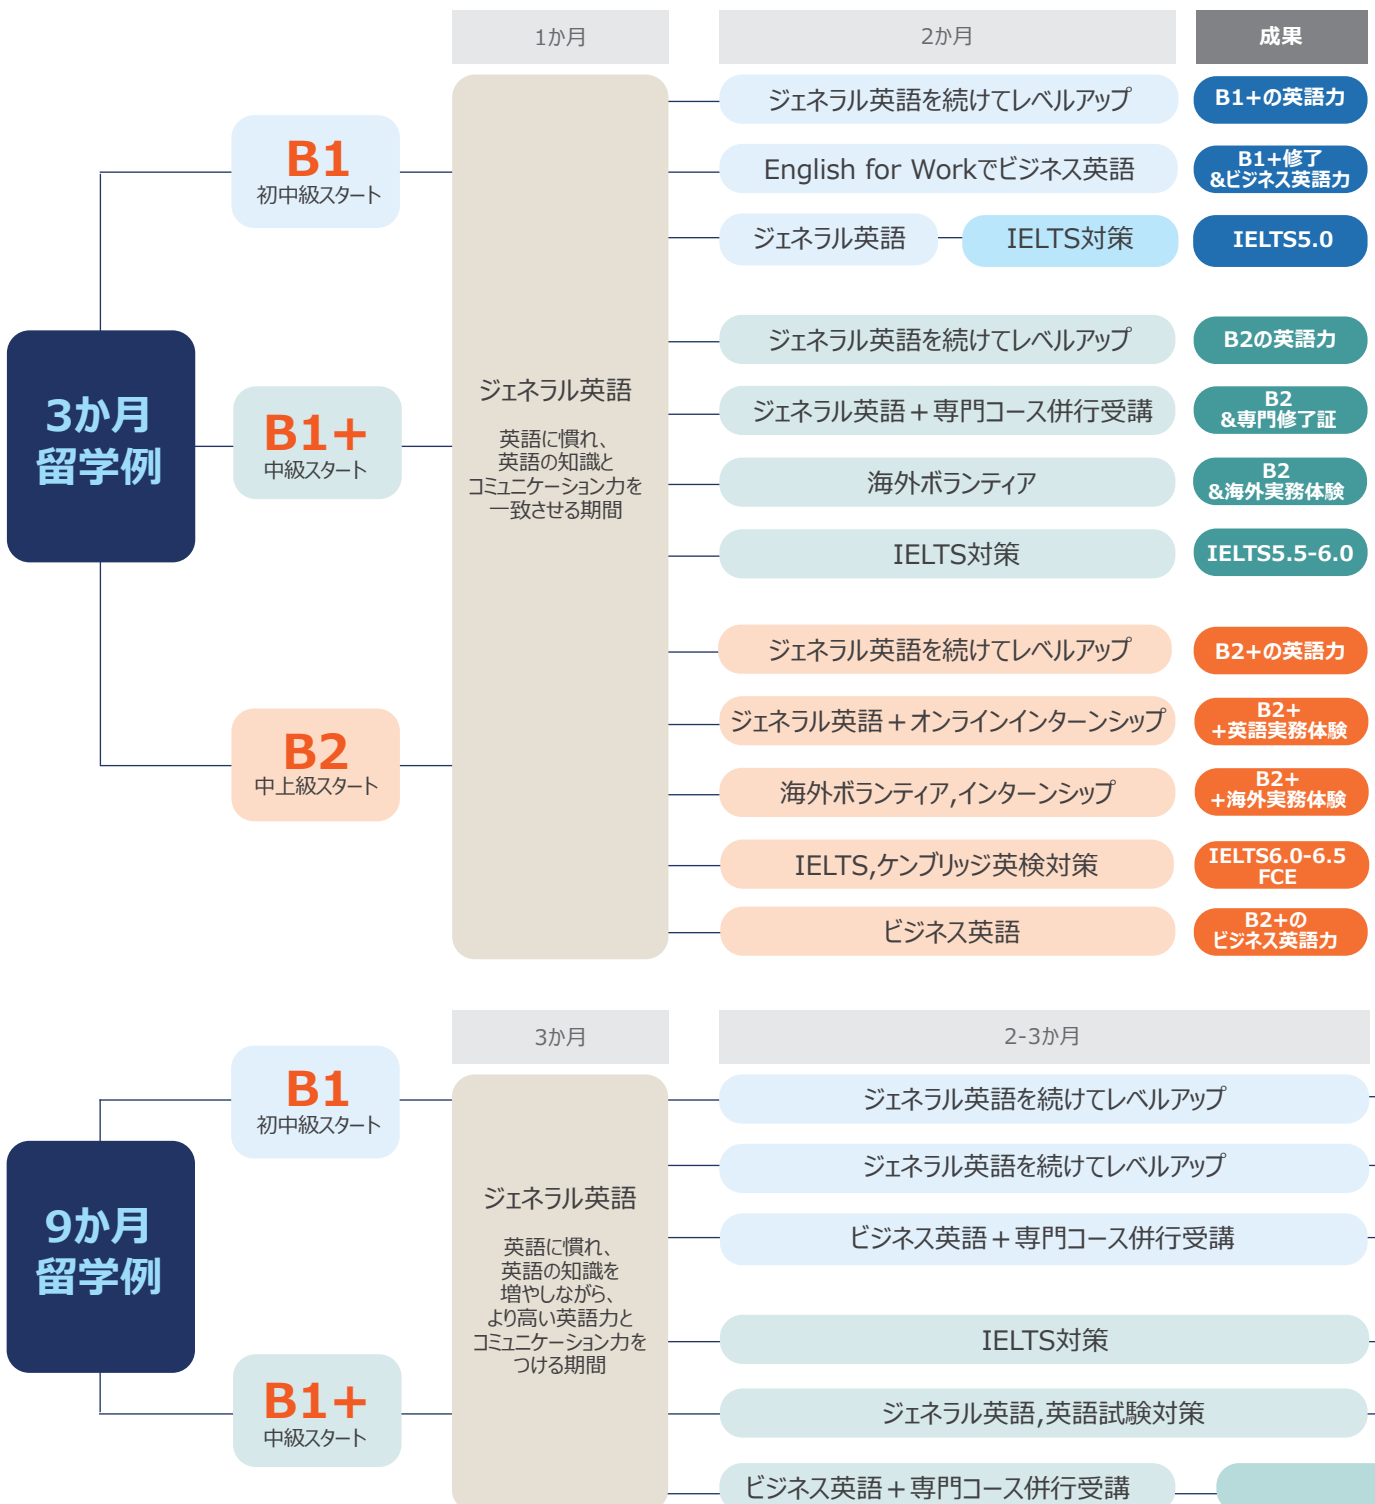 1か月
2か月
成果
3か月
留学例
B1
初中級スタート
B1+
中級スタート
B2
中上級スタート
ジェネラル英語
英語に慣れ、
英語の知識と
コミュニケーション力を
一致させる期間
ジェネラル英語を続けてレベルアップ
B1+の英語力
English for Workでビジネス英語
B1+修了
&ビジネス英語力
ジェネラル英語
IELTS対策
IELTS5.0
ジェネラル英語を続けてレベルアップ
B2の英語力
ジェネラル英語+専門コース併行受講
B2
&専門修了証
海外ボランティア
B2
&海外実務体験
IELTS対策
IELTS5.5-6.0
ジェネラル英語を続けてレベルアップ
B2+の英語力
ジェネラル英語+オンラインインターンシップ
B2+
+英語実務体験
海外ボランティア,インターンシップ
B2+
+海外実務体験
IELTS,ケンブリッジ英検対策
IELTS6.0-6.5
FCE
ビジネス英語
B2+の
ビジネス英語力
3か月
2-3か月
9か月
留学例
B1
初中級スタート
B1+
中級スタート
ジェネラル英語
英語に慣れ、
英語の知識を
増やしながら、
より高い英語力と
コミュニケーション力を
つける期間
ジェネラル英語を続けてレベルアップ
ジェネラル英語を続けてレベルアップ
ビジネス英語+専門コース併行受講
IELTS対策
ジェネラル英語,英語試験対策
ビジネス英語+専門コース併行受講